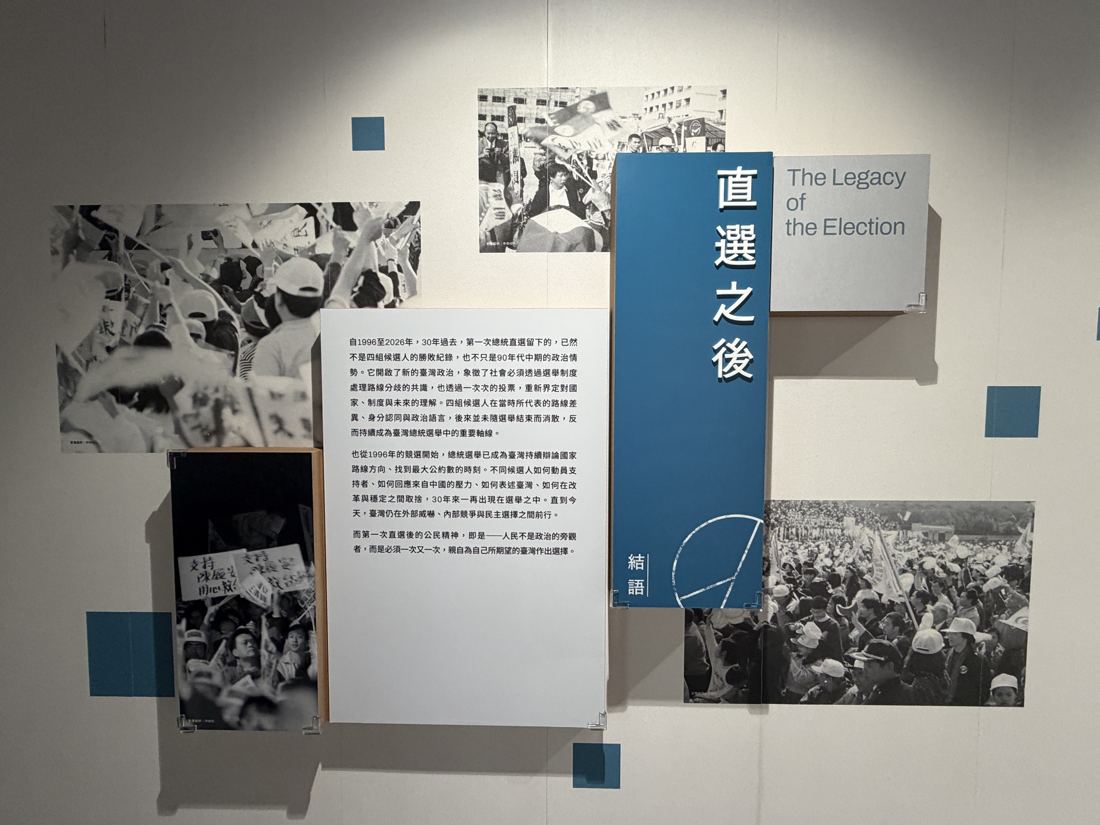 直選之後
結語
The Legacy
of
the Election
自1996至2026年，30年過去，第一次總統直選留下的，已然
不是四組候選人的勝敗紀錄，也不只是90年代中期的政治情
勢。它開啟了新的臺灣政治，象徵了社會必須透過選舉制度
處理路線分歧的共識，也透過一次次的投票，重新界定對國
家、制度與未來的理解。四組候選人在當時所代表的路線差
異、身分認同與政治語言，後來並未隨選舉結束而消散，反
而持續成為臺灣總統選舉中的重要軸線。
也從1996年的競選開始，總統選舉已成為臺灣持續辯論國家
路線方向、找到最大公約數的時刻。不同候選人如何動員支
持者、如何回應來自中國的壓力、如何表述臺灣、如何在改
革與穩定之間取捨，30年來一再出現在選舉之中。直到今
天，臺灣仍在外部威嚇、內部競爭與民主選擇之間前行。
而第一次直選後的公民精神，即是──人民不是政治的旁觀
者，而是必須一次又一次，親自為自己所期望的臺灣作出選擇。
支持
支持